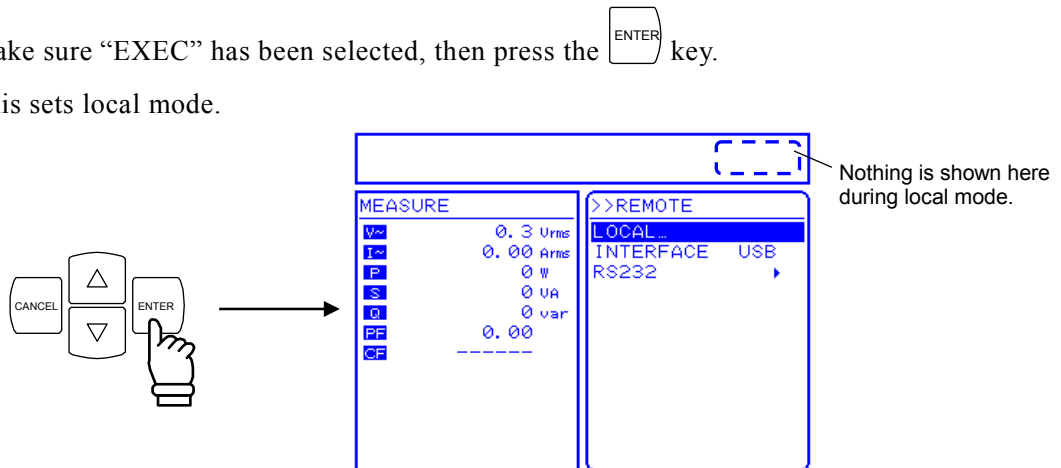 ake sure “EXEC” has been selected, then press the ENTER key.
is sets local mode.
Nothing is shown here
during local mode.
MEASURE
V~ 0.3 Vrms
I~ 0.00 Arms
P 0 W
S 0 VA
Q 0 var
PF 0.00
CF ------
>>REMOTE
LOCAL…
INTERFACE USB
RS232
CANCEL
ENTER